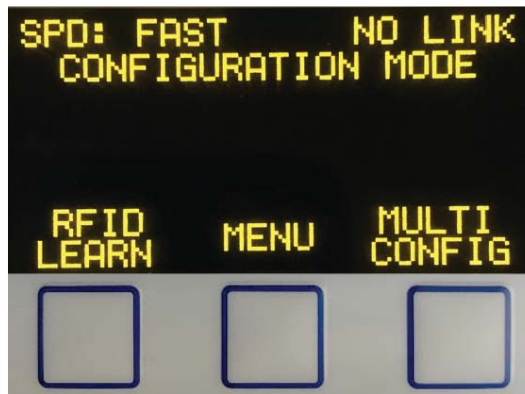 SPD: FAST NO LINK
CONFIGURATION MODE
RFID LEARN
MENU
MULTI CONFIG